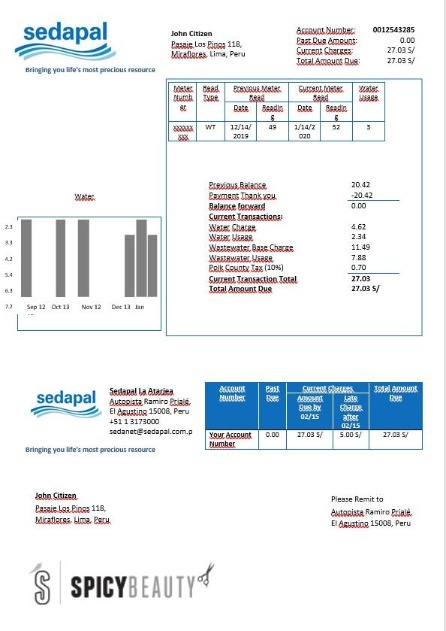 sedapal
Bringing you life's most precious resource
John Citizen
Pasaje Los Pinos 118,
Miraflores, Lima, Peru
Account Number: 0012543285
Past Due Amount: 0.00
Current Charges: 27.03 S/
Total Amount Due: 27.03 S/
Meter Numb er Read Type Previous Meter Read Current Meter Read Water Usage
Date Readin g Date Readin g
xxxxxx xxx WT 12/14/ 2019 49 1/14/2 020 52 3
Previous Balance 20.42
Payment Thank you -20.42
Balance forward 0.00
Current Transactions:
Water Charge 4.62
Water Usage 2.34
Wastewater Base Charge 11.49
Wastewater Usage 7.88
Polk County Tax (10%) 0.70
Current Transaction Total 27.03
Total Amount Due 27.03 S/
Water
2.3
3.3
4.2
5.4
6.3
7.2
Sep 12 Oct 13 Nov 12 Dec 13 Jan
sedapal
Bringing you life's most precious resource
Sedapal La Atarjea
Autopista Ramiro Prialé,
El Agustino 15008, Peru
+51 1 3173000
sedanet@sedapal.com.p
Account Number Past Due Current Charges Total Amount Due
Amount Due by 02/15 Late Charge after 02/15
Your Account Number 0.00 27.03 S/ 5.00 S/ 27.03 S/
John Citizen
Pasaje Los Pinos 118,
Miraflores, Lima, Peru
Please Remit to
Autopista Ramiro Prialé,
El Agustino 15008, Peru
SPICYBEAUTY